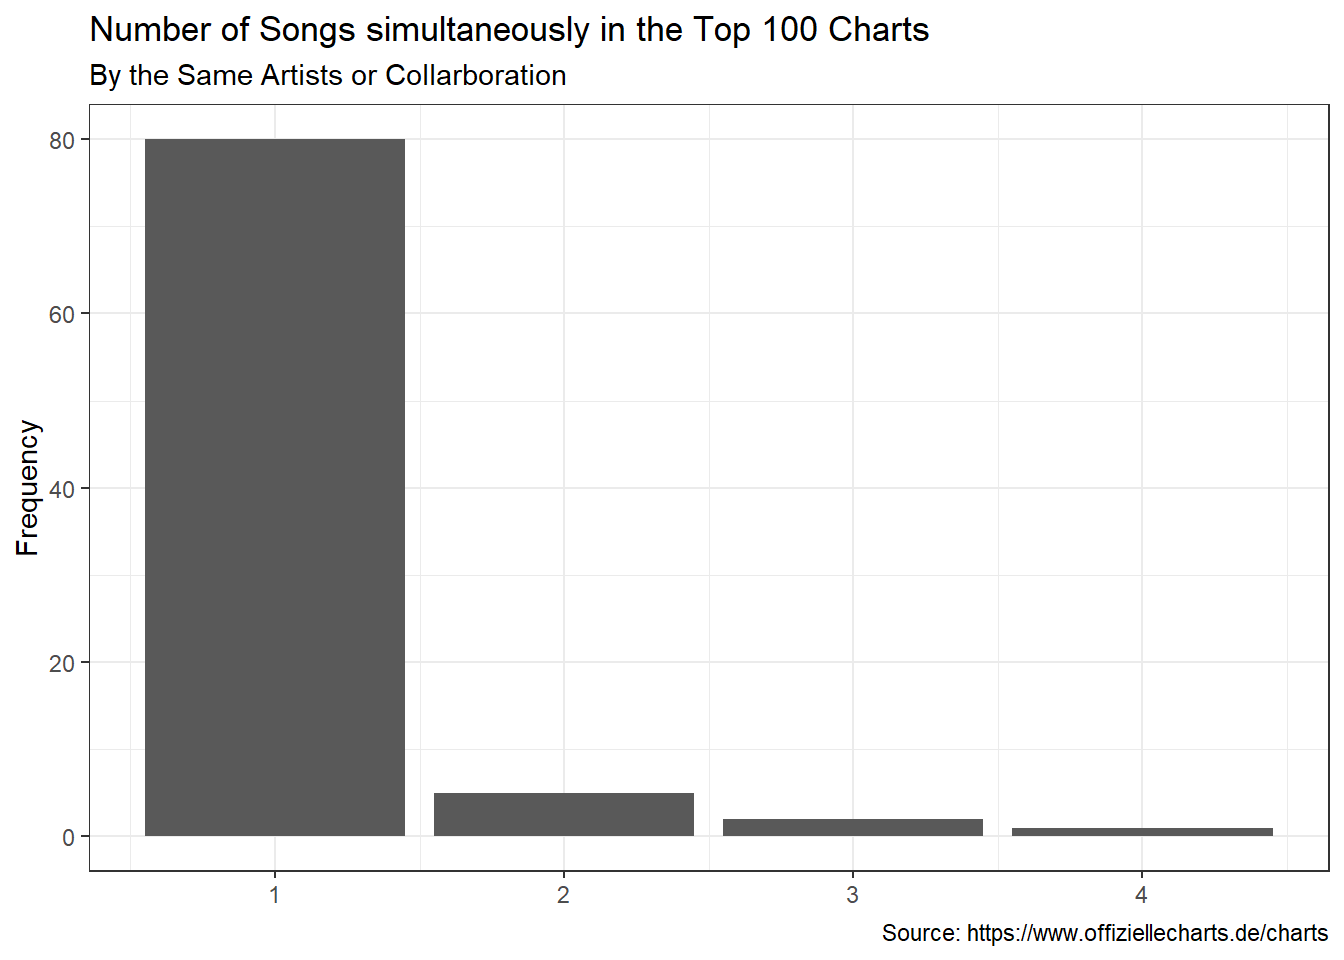 Number of Songs simultaneously in the Top 100 Charts
By the Same Artists or Collarboration
80
60
40
20
0
Frequency
1 2 3 4
Source: https://www.offiziellecharts.de/charts